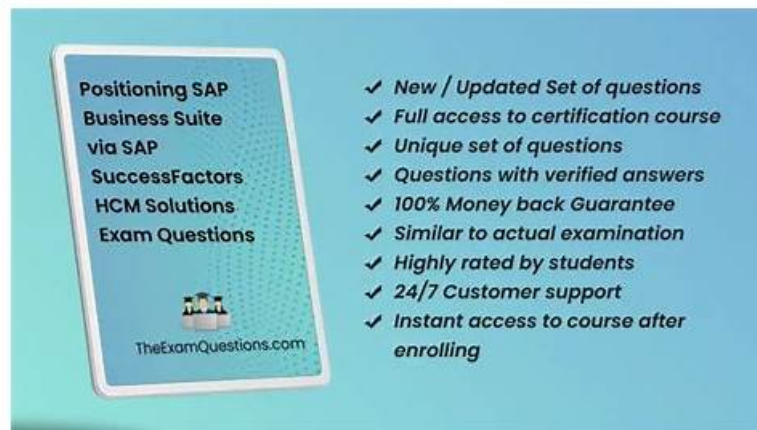 Positioning SAP
Business Suite
via SAP
SuccessFactors
HCM Solutions
Exam Questions
TheExamQuestions.com
✓ New / Updated Set of questions
✓ Full access to certification course
✓ Unique set of questions
✓ Questions with verified answers
✓ 100% Money back Guarantee
✓ Similar to actual examination
✓ Highly rated by students
✓ 24/7 Customer support
✓ Instant access to course after
enrolling